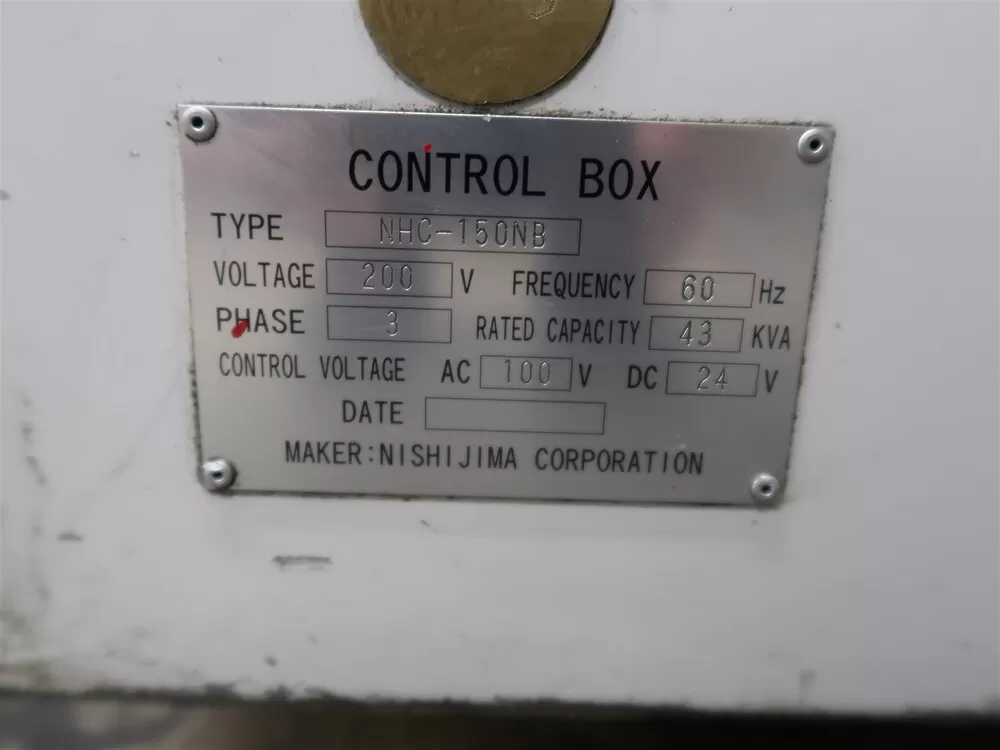 CONTROL BOX
TYPE NHC-150NB
VOLTAGE 200 V FREQUENCY 60 Hz
PHASE 3 RATED CAPACITY 43 KVA
CONTROL VOLTAGE AC 100 V DC 24 V
DATE
MAKER:NISHIJIMA CORPORATION